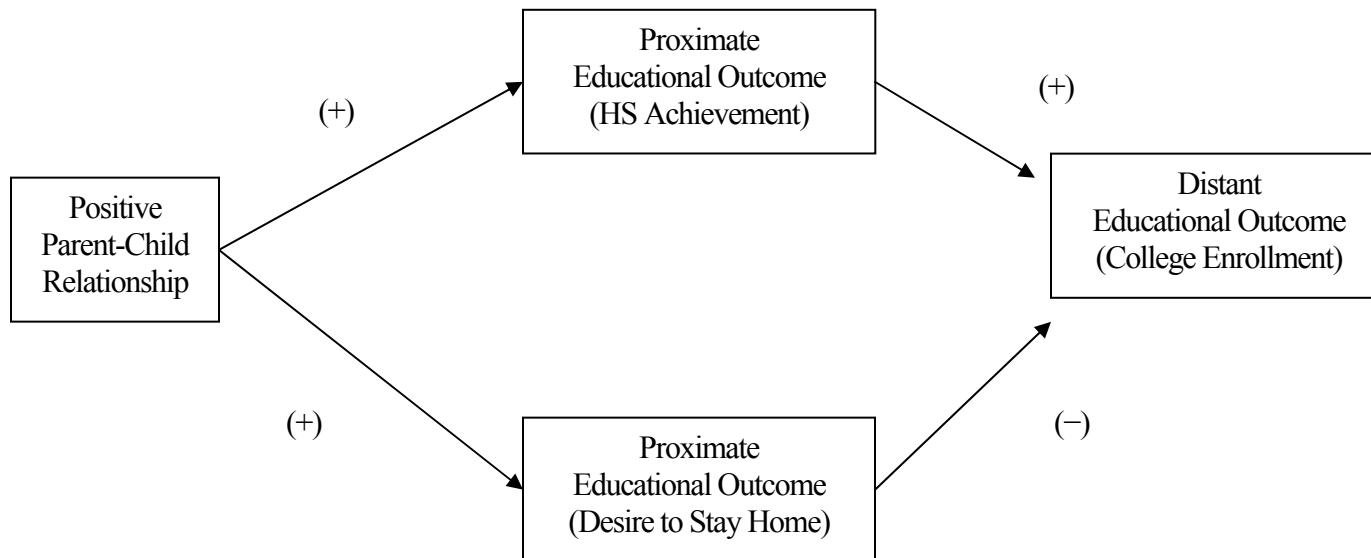 Proximate
Educational Outcome
(HS Achievement)
(+)
(+)
Positive
Parent-Child
Relationship
Distant
Educational Outcome
(College Enrollment)
(+)
(−)
Proximate
Educational Outcome
(Desire to Stay Home)